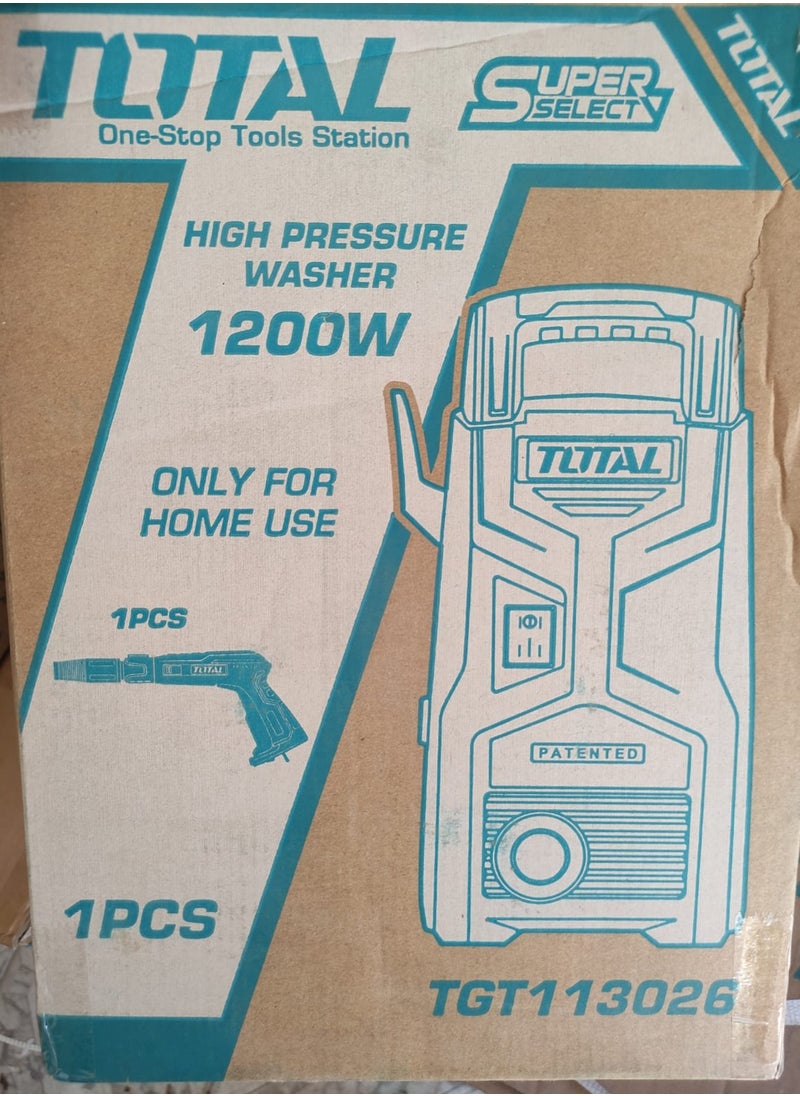 TOTAL
One-Stop Tools Station
SUPER
SELECT
TOTAL
HIGH PRESSURE
WASHER
1200W
ONLY FOR
HOME USE
1PCS
TOTAL
TOTAL
PATENTED
1PCS
TGT113026